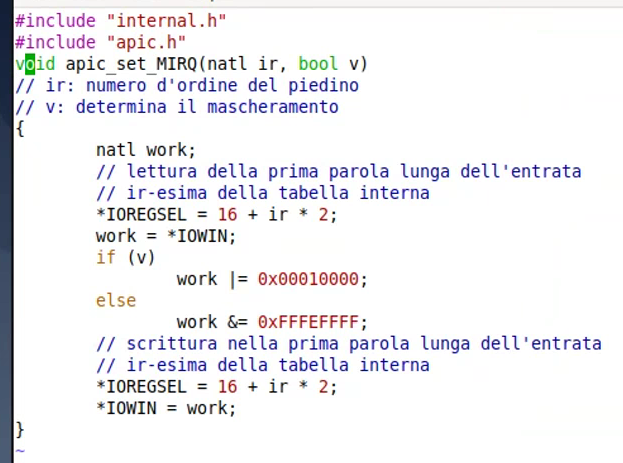 #include "internal.h"
#include "apic.h"
void apic_set_MIRQ(natl ir, bool v)
// ir: numero d'ordine del piedino
// v: determina il mascheramento
{
natl work;
// lettura della prima parola lunga dell'entrata
// ir-esima della tabella interna
*IOREGSEL = 16 + ir * 2;
work = *IOWIN;
if (v)
work |= 0x00010000;
else
work &= 0xFFFEFFFF;
// scrittura nella prima parola lunga dell'entrata
// ir-esima della tabella interna
*IOREGSEL = 16 + ir * 2;
*IOWIN = work;
}
~